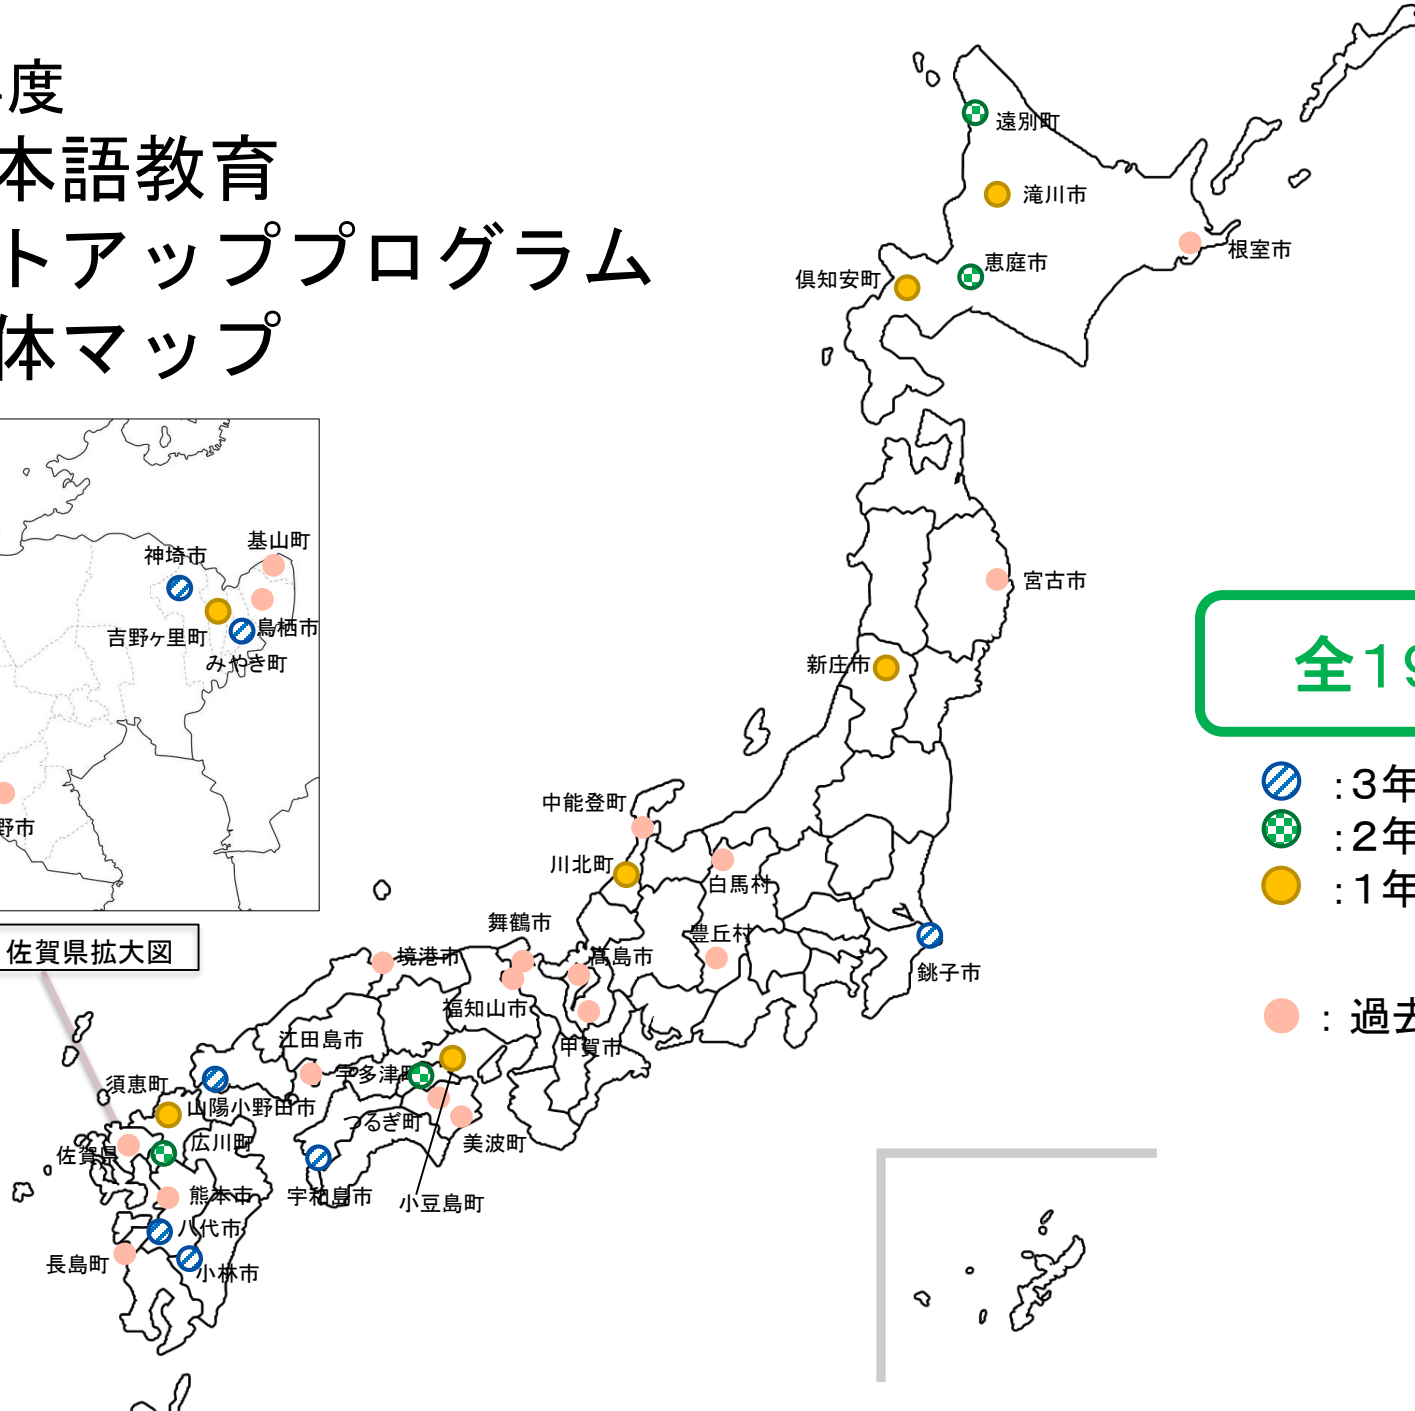 年度
本語教育
トアッププログラム
体マップ
遠別町
滝川市
根室市
恵庭市
倶知安町
基山町
神埼市
鳥栖市
吉野ヶ里町
みやき町
野市
佐賀県拡大図
宮古市
新庄市
全19
：3年
：2年
：1年
：過去
中能登町
川北町
白馬村
豊丘村
舞鶴市
高島市
境港市
福知山市
甲賀市
銚子市
江田島市
宇多津町
須恵町
山陽小野田市
つるぎ町
美波町
広川町
佐賀県
熊本市
宇和島市
小豆島町
八代市
長島町
小林市